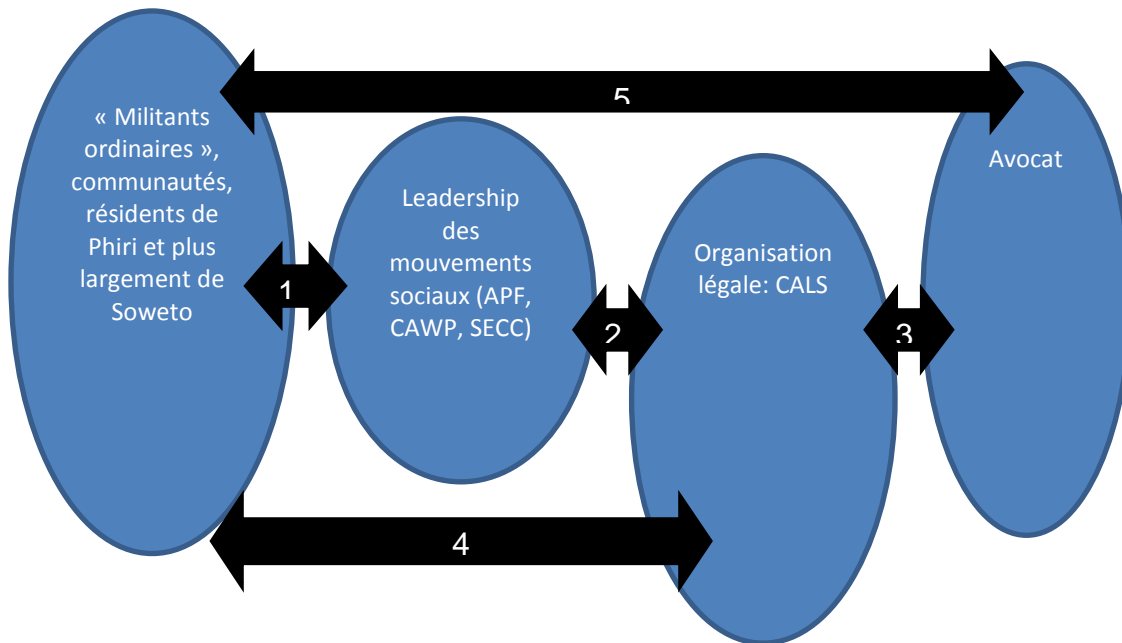 5
« Militants
ordinaires »,
communautés,
résidents de
Phiri et plus
largement de
Soweto
Leadership
des
mouvements
sociaux (APF,
CAWP, SECC)
Organisation
légale: CALS
Avocat
1
2
3
4